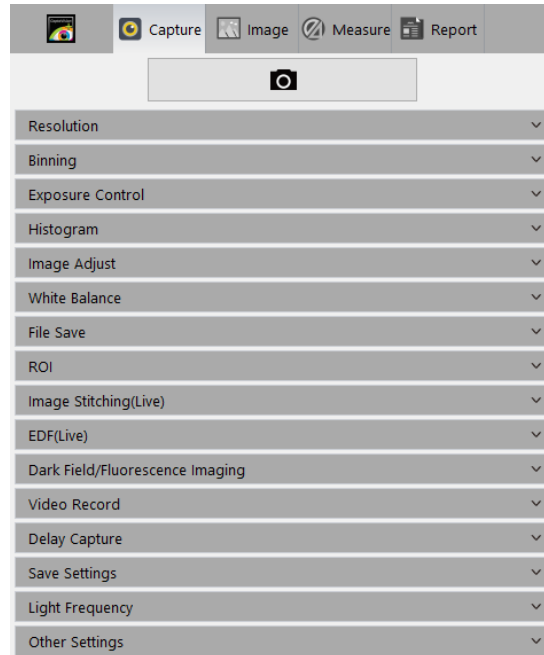 Capture Image Measure Report
Resolution
Binning
Exposure Control
Histogram
Image Adjust
White Balance
File Save
ROI
Image Stitching(Live)
EDF(Live)
Dark Field/Fluorescence Imaging
Video Record
Delay Capture
Save Settings
Light Frequency
Other Settings